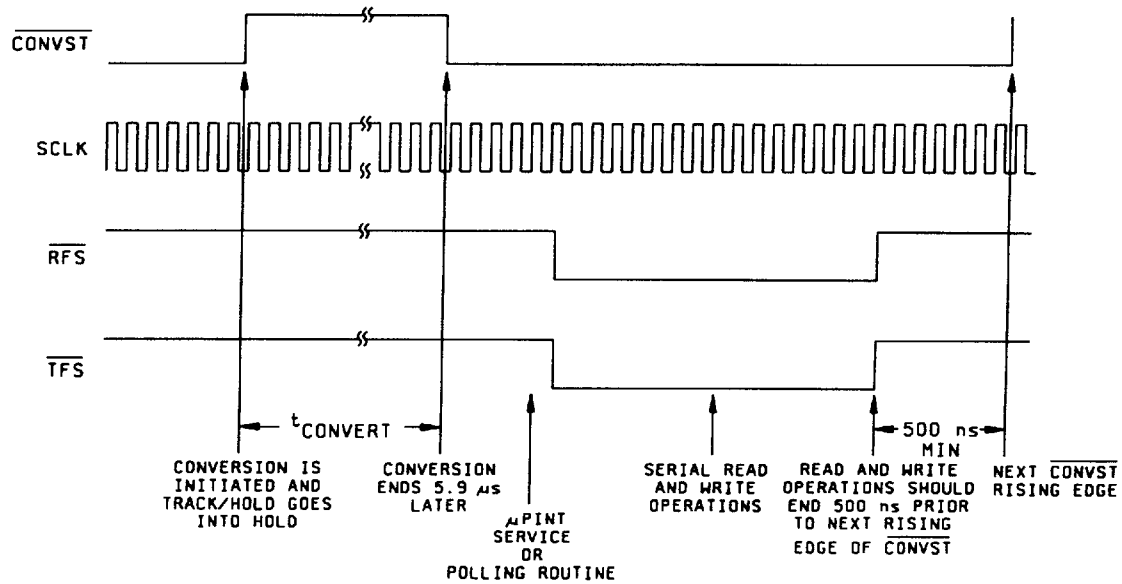 CONVST
SCLK
RFS
TFS
tCONVERT
500 ns
MIN
CONVERSION IS
INITIATED AND
TRACK/HOLD GOES
INTO HOLD
CONVERSION
ENDS 5.9 μs
LATER
μPINT
SERVICE
OR
POLLING ROUTINE
SERIAL READ
AND WRITE
OPERATIONS
READ AND WRITE
OPERATIONS SHOULD
END 500 ns PRIOR
TO NEXT RISING
EDGE OF CONVST
NEXT CONVST
RISING EDGE